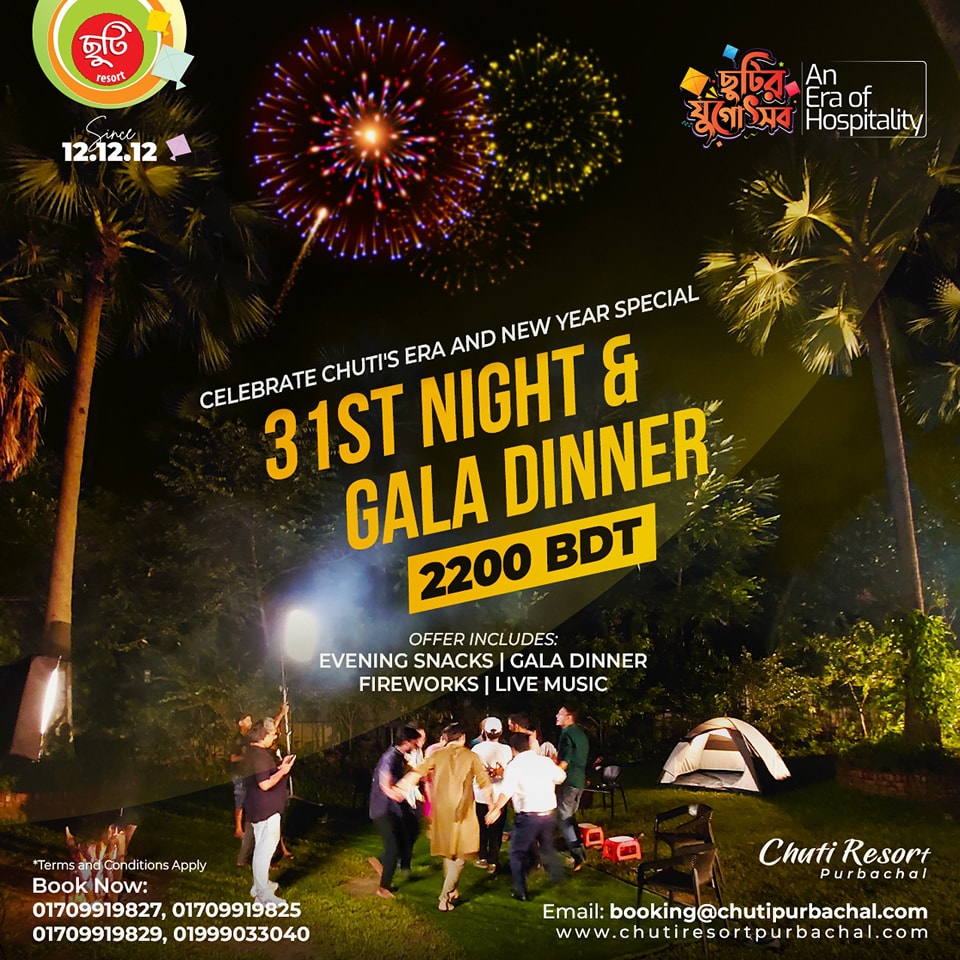 ছুটি
resort
Since
12.12.12
ছুটির
যুগোৎসব
An
Era of
Hospitality
CELEBRATE CHUTI'S ERA AND NEW YEAR SPECIAL
31ST NIGHT &
GALA DINNER
2200 BDT
OFFER INCLUDES:
EVENING SNACKS | GALA DINNER
FIREWORKS | LIVE MUSIC
*Terms and Conditions Apply
Book Now:
01709919827, 01709919825
01709919829, 01999033040
Chuti Resort
Purbachal
Email: booking@chutipurbachal.com
www.chutiresortpurbachal.com